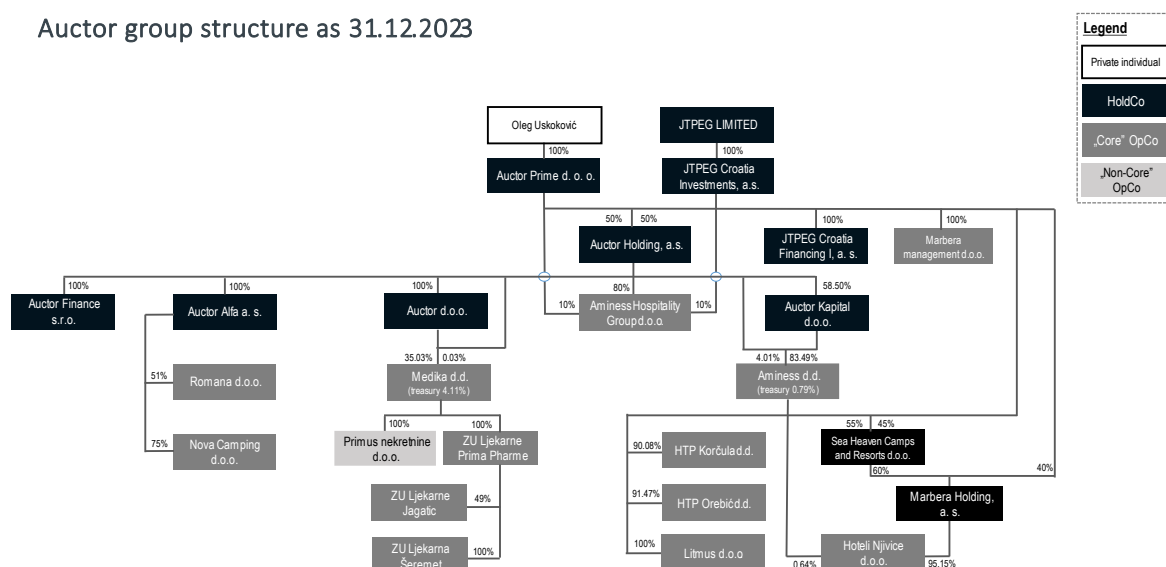 Auctor group structure as 31.12.2023
Legend
Private individual
HoldCo
„Core” OpCo
„Non-Core”
OpCo
Oleg Uskoković
JTPEG LIMITED
100%
100%
Auctor Prime d. o. o.
JTPEG Croatia
Investments, a.s.
50%
50%
100%
100%
Auctor Holding, a.s.
JTPEG Croatia
Financing I, a. s.
Marbera
management d.o.o.
100%
100%
100%
80%
58.50%
Auctor Finance
s.r.o.
Auctor Alfa a. s.
Auctor d.o.o.
10%
Aminess Hospitality
Group d.o.o.
10%
Auctor Kapital
d.o.o.
35.03%
0.03%
4.01%
83.49%
51%
Romana d.o.o.
Medika d.d.
(treasury 4.11%)
Aminess d.d.
(treasury 0.79%)
100%
100%
55%
45%
75%
Nova Camping
d.o.o.
Primus nekretnine
d.o.o.
ZU Ljekarne
Prima Pharme
90.08%
HTP Korčula d.d.
Sea Heaven Camps
and Resorts d.o.o.
60%
40%
ZU Ljekarne
Jagatic
49%
91.47%
HTP Orebić d.d.
Marbera Holding,
a. s.
ZU Ljekarna
Šeremet
100%
100%
Litmus d.o.o
Hoteli Njivice
d.o.o.
0.64%
95.15%